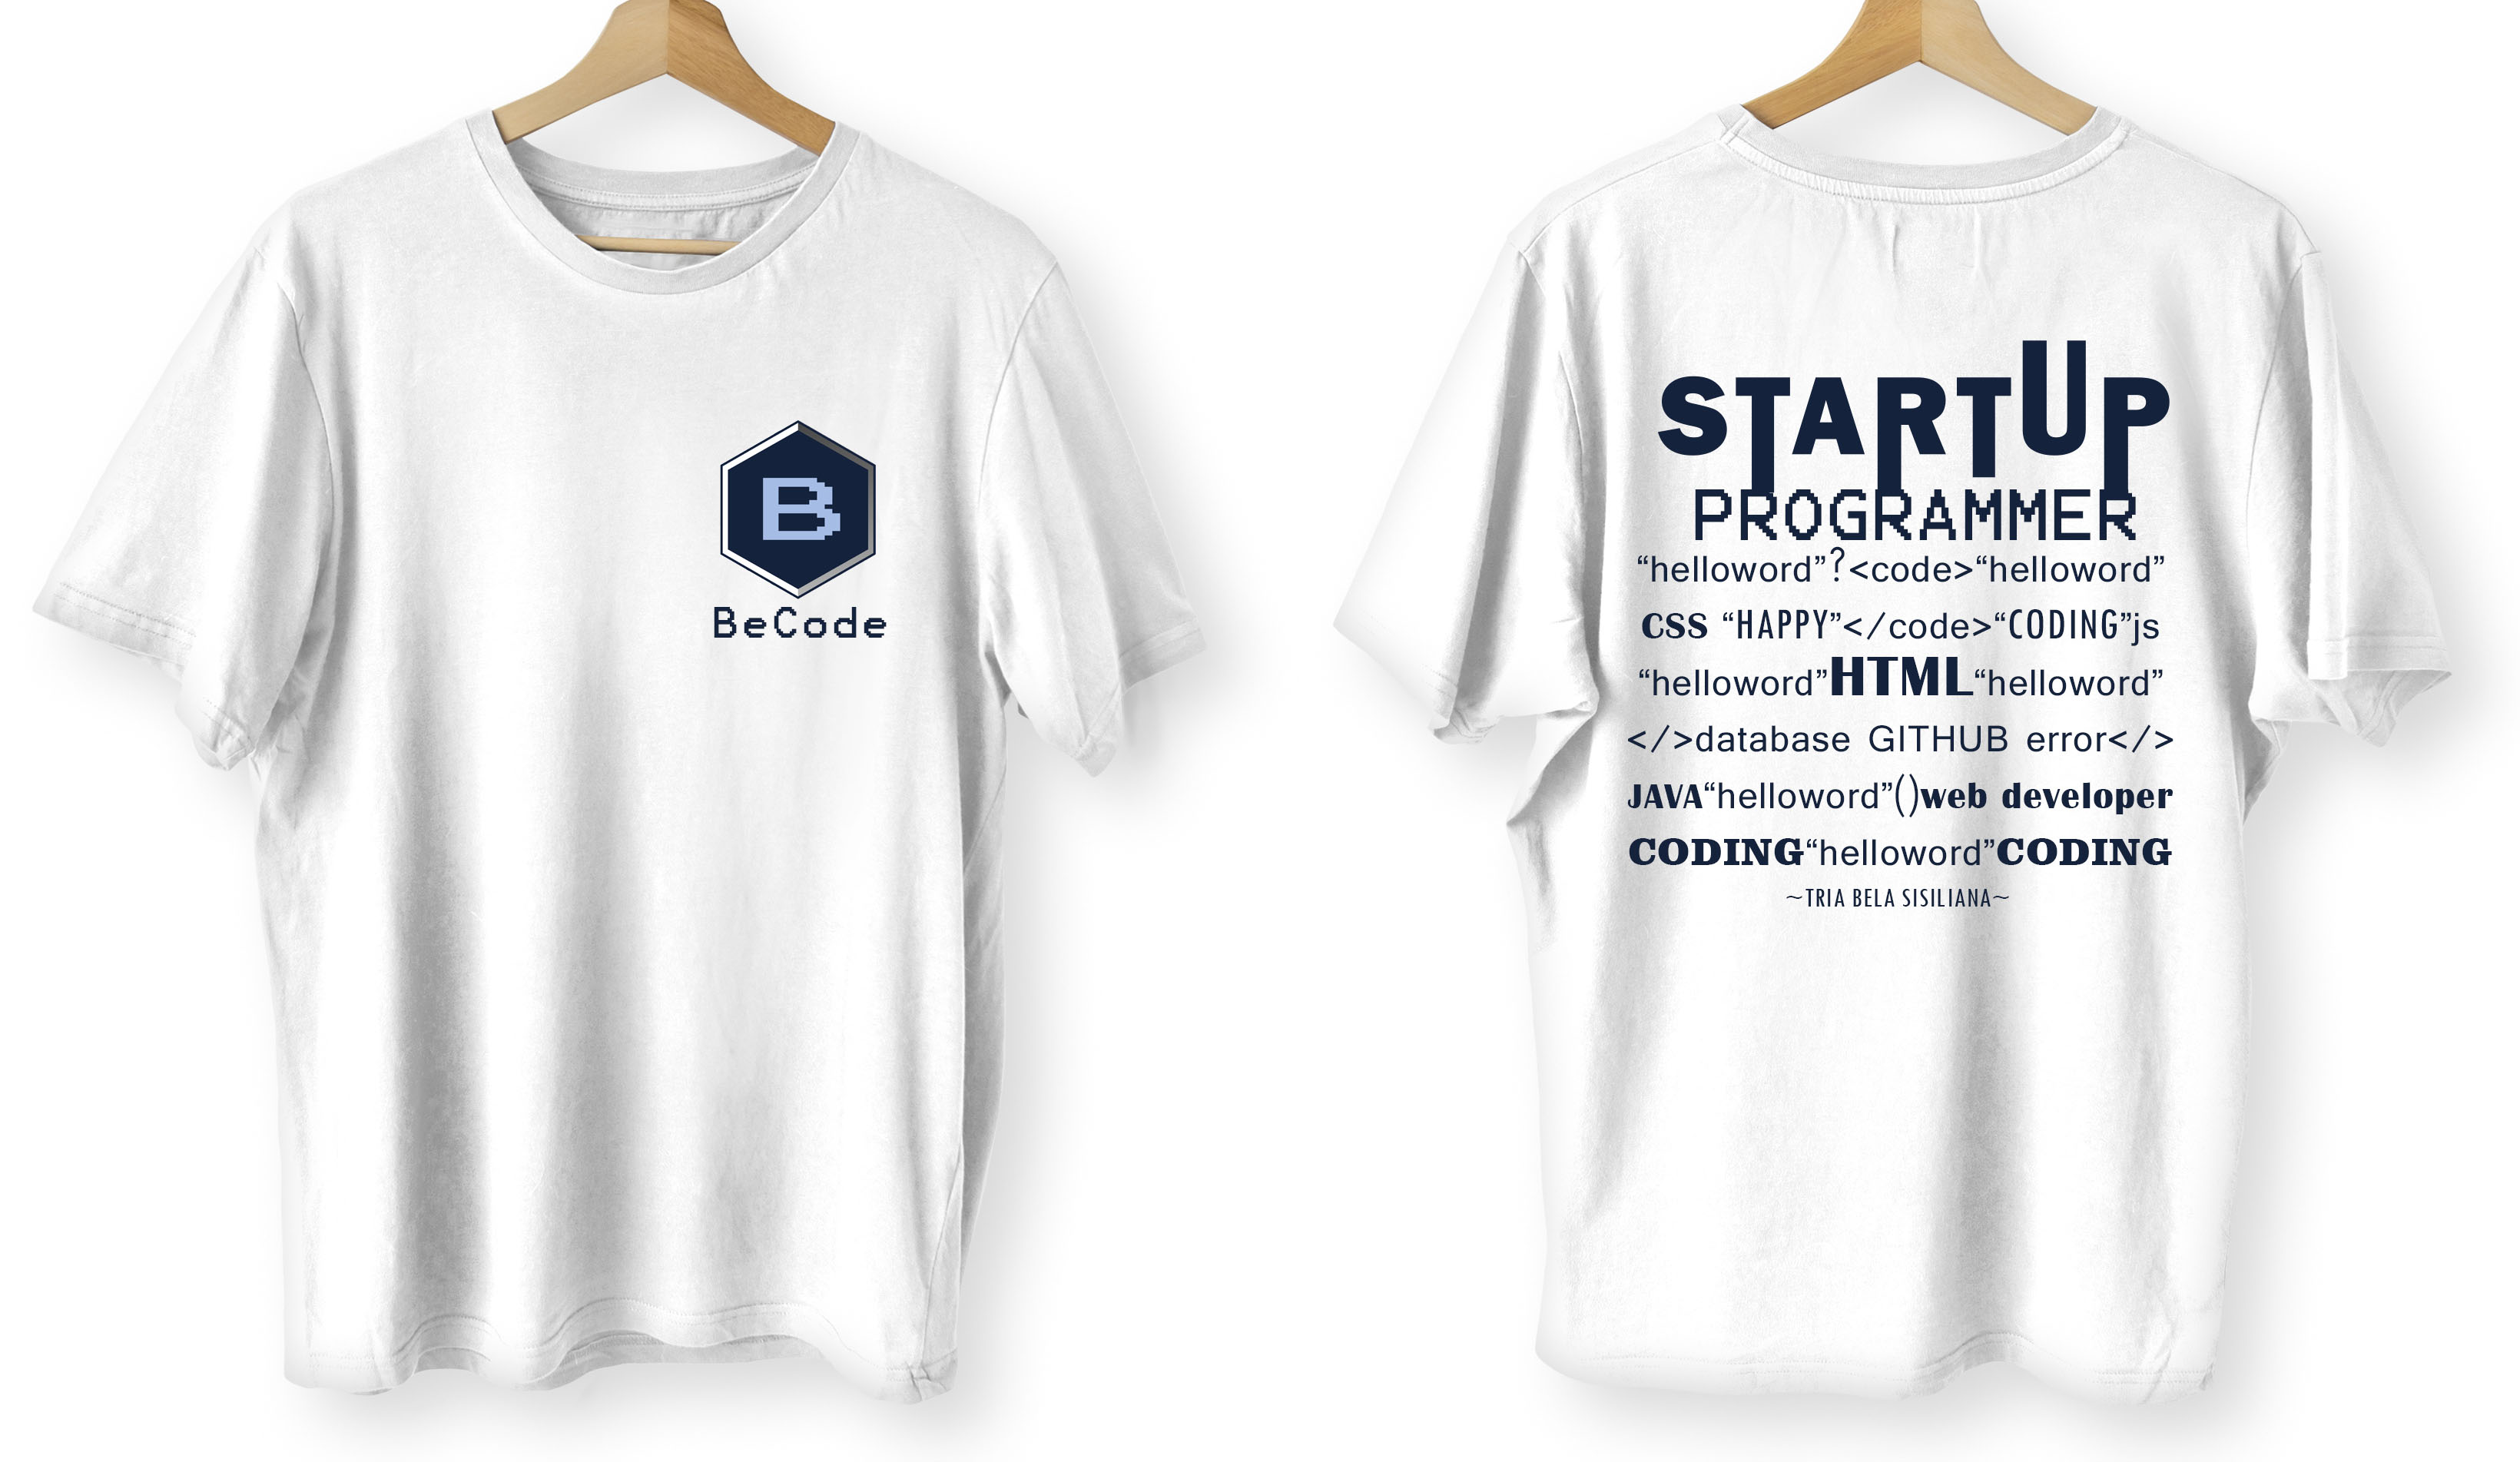 B
BeCode
STARTUP
PROGRAMMER
“helloword”?<code>“helloword”
CSS “HAPPY”</code>“CODING”js
“helloword”HTML“helloword”
</>database GITHUB error</>
JAVA“helloword”()web developer
CODING“helloword”CODING
~TRIA BELA SISILIANA~